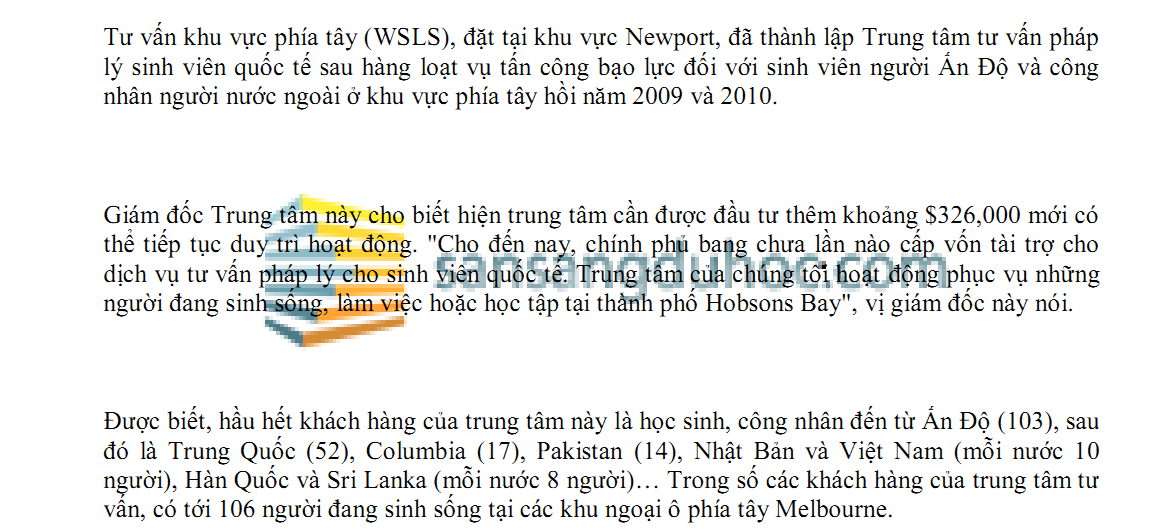 Tư vấn khu vực phía tây (WSLS), đặt tại khu vực Newport, đã thành lập Trung tâm tư vấn pháp
lý sinh viên quốc tế sau hàng loạt vụ tấn công bạo lực đối với sinh viên người Ấn Độ và công
nhân người nước ngoài ở khu vực phía tây hồi năm 2009 và 2010.
Giám đốc Trung tâm này cho biết hiện trung tâm cần được đầu tư thêm khoảng $326,000 mới có
thể tiếp tục duy trì hoạt động. "Cho đến nay, chính phủ bang chưa lần nào cấp vốn tài trợ cho
dịch vụ tư vấn pháp lý cho sinh viên quốc tế. Trung tâm của chúng tôi hoạt động phục vụ những
người đang sinh sống, làm việc hoặc học tập tại thành phố Hobsons Bay", vị giám đốc này nói.
sansangduhoc.com
Được biết, hầu hết khách hàng của trung tâm này là học sinh, công nhân đến từ Ấn Độ (103), sau
đó là Trung Quốc (52), Columbia (17), Pakistan (14), Nhật Bản và Việt Nam (mỗi nước 10
người), Hàn Quốc và Sri Lanka (mỗi nước 8 người)… Trong số các khách hàng của trung tâm tư
vấn, có tới 106 người đang sinh sống tại các khu ngoại ô phía tây Melbourne.